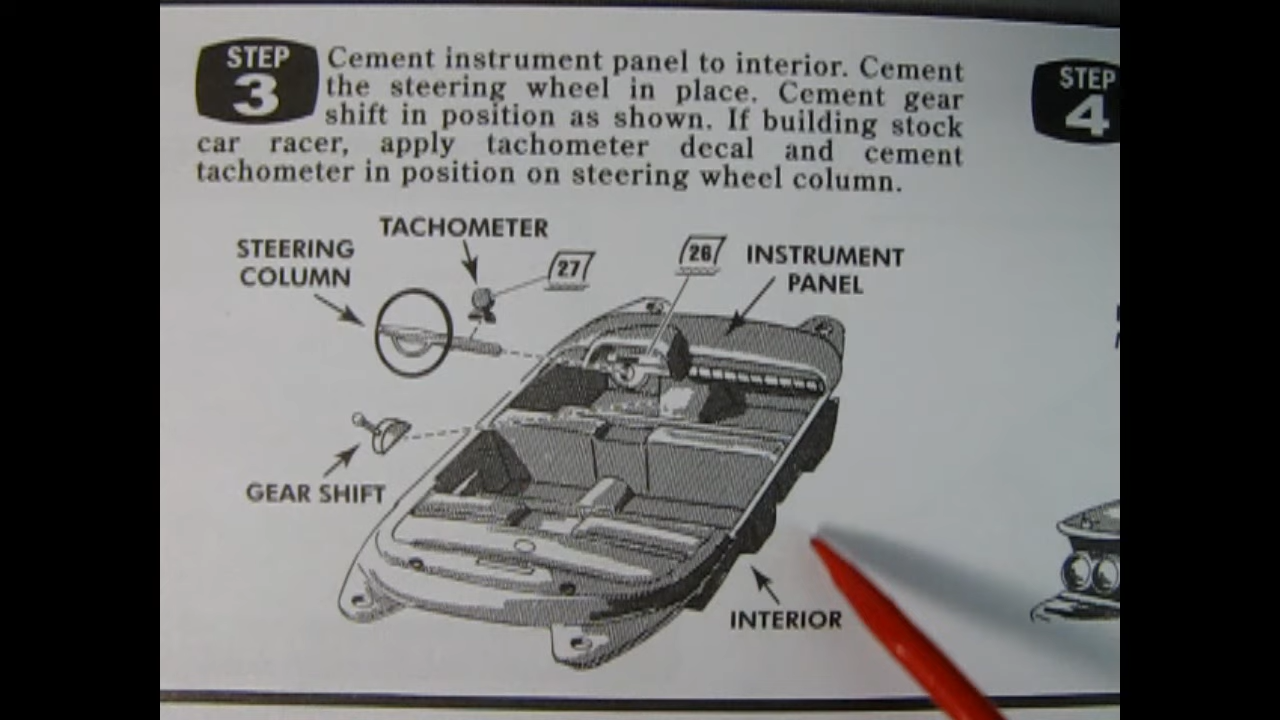 STEP
3
Cement instrument panel to interior. Cement
the steering wheel in place. Cement gear
shift in position as shown. If building stock
car racer, apply tachometer decal and cement
tachometer in position on steering wheel column.
STEP
4
TACHOMETER
STEERING
COLUMN
27
26
INSTRUMENT
PANEL
GEAR SHIFT
INTERIOR